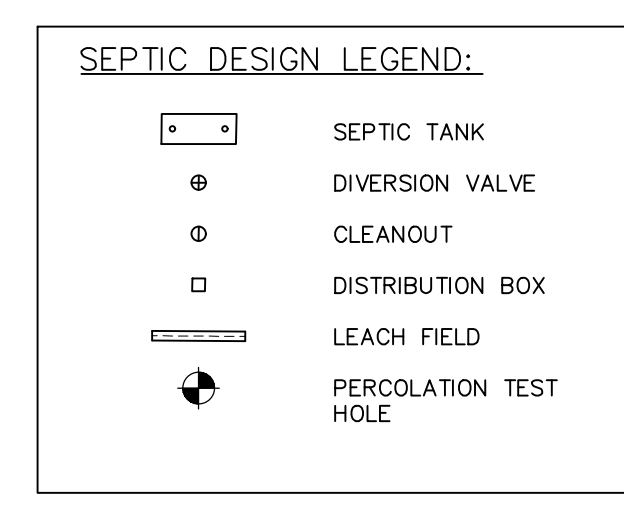 SEPTIC DESIGN LEGEND:
SEPTIC TANK
DIVERSION VALVE
CLEANOUT
DISTRIBUTION BOX
LEACH FIELD
PERCOLATION TEST
HOLE